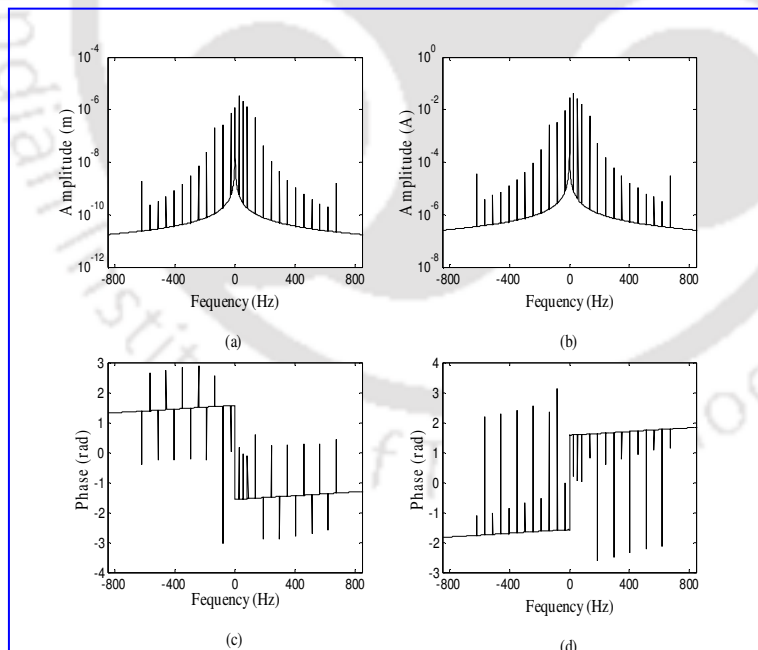 10^-4
10^-6
10^-8
10^-10
10^-12
Amplitude (m)
-800 -400 0 400 800
Fequency (Hz)
(a)
10^0
10^-2
10^-4
10^-6
10^-8
Amplitude (A)
-800 -400 0 400 800
Fequency (Hz)
(b)
3
2
1
0
-1
-2
-3
-4
Phase (rad)
-800 -400 0 400 800
Fequency (Hz)
(c)
4
3
2
1
0
-1
-2
-3
Phase (rad)
-800 -400 0 400 800
Fequency (Hz)
(d)
ndian Instit